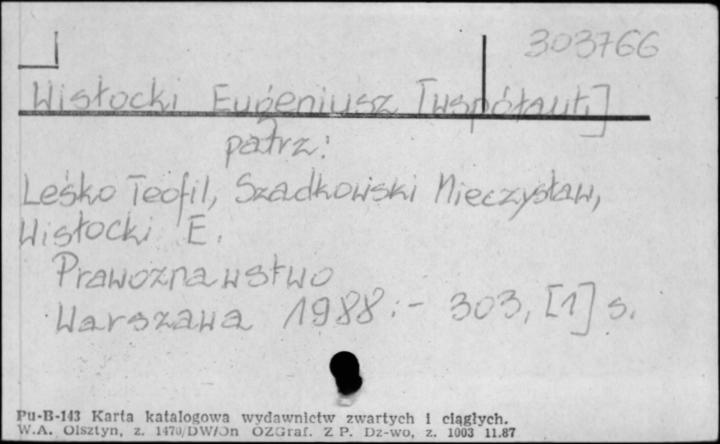 303766
Wisłocki Eugeniusz [współaut.]
patrz:
Leśko Teofil, Szadkowski Mieczysław,
Wisłocki E.
Prawoznawstwo
Warszawa 1988.- 303, [1] s.
Pu-B-143 Karta katalogowa wydawnictw zwartych i ciągłych.
W.A. Olsztyn, z. 1470/DW/Dn OZGraf. Z P. Dz-wo, z. 1003 11.87